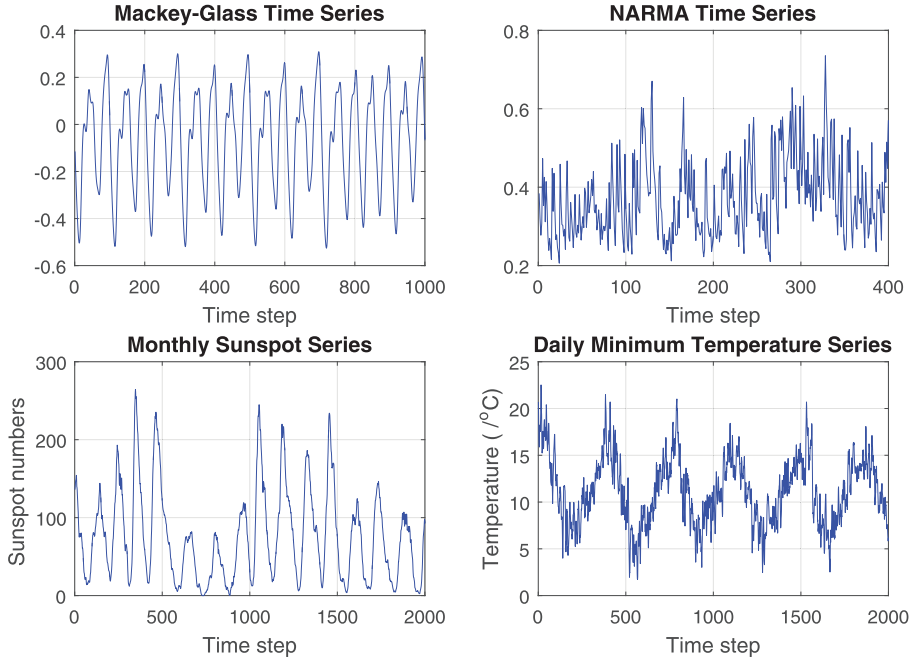 Mackey-Glass Time Series
0.4
0.2
0
-0.2
-0.4
-0.6
0 200 400 600 800 1000
Time step
NARMA Time Series
0.8
0.6
0.4
0.2
0 100 200 300 400
Time step
Monthly Sunspot Series
Sunspot numbers
300
200
100
0
0 500 1000 1500 2000
Time step
Daily Minimum Temperature Series
Temperature ( /°C)
25
20
15
10
5
0
0 500 1000 1500 2000
Time step